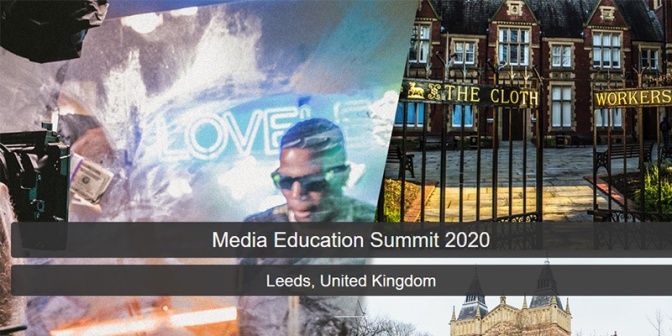 LOVE
THE CLOTH WORKERS
Media Education Summit 2020
Leeds, United Kingdom